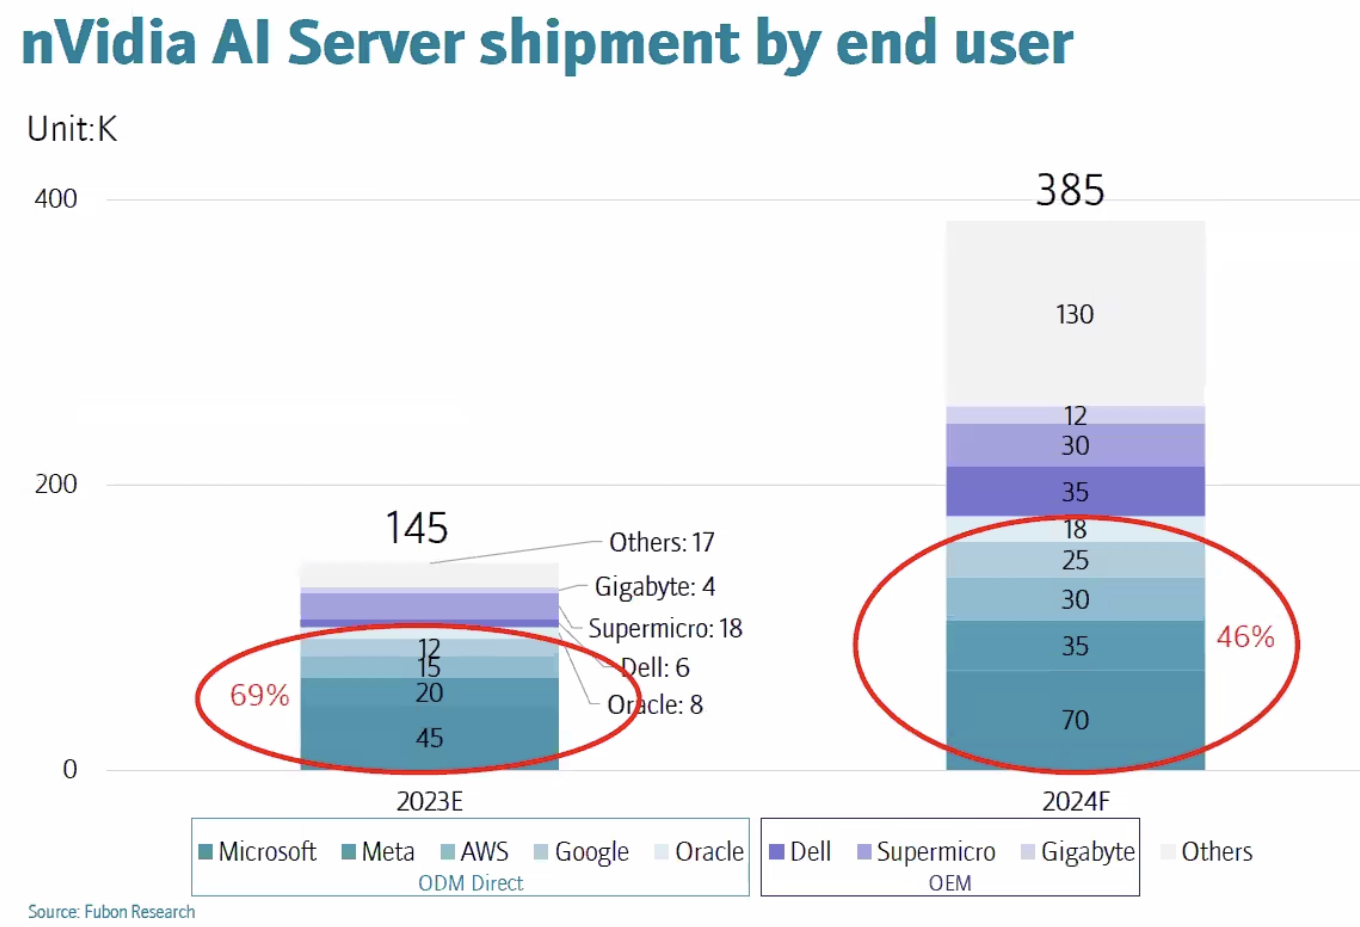 nVidia AI Server shipment by end user
Unit:K
400
385
130
12
30
200
35
145
Others: 17
18
Gigabyte: 4
25
Supermicro: 18
30
12
15
Dell: 6
35
46%
69%
20
Oracle: 8
45
70
0
2023E
2024F
Microsoft Meta AWS Google Oracle Dell Supermicro Gigabyte Others
ODM Direct OEM
Source: Fubon Research